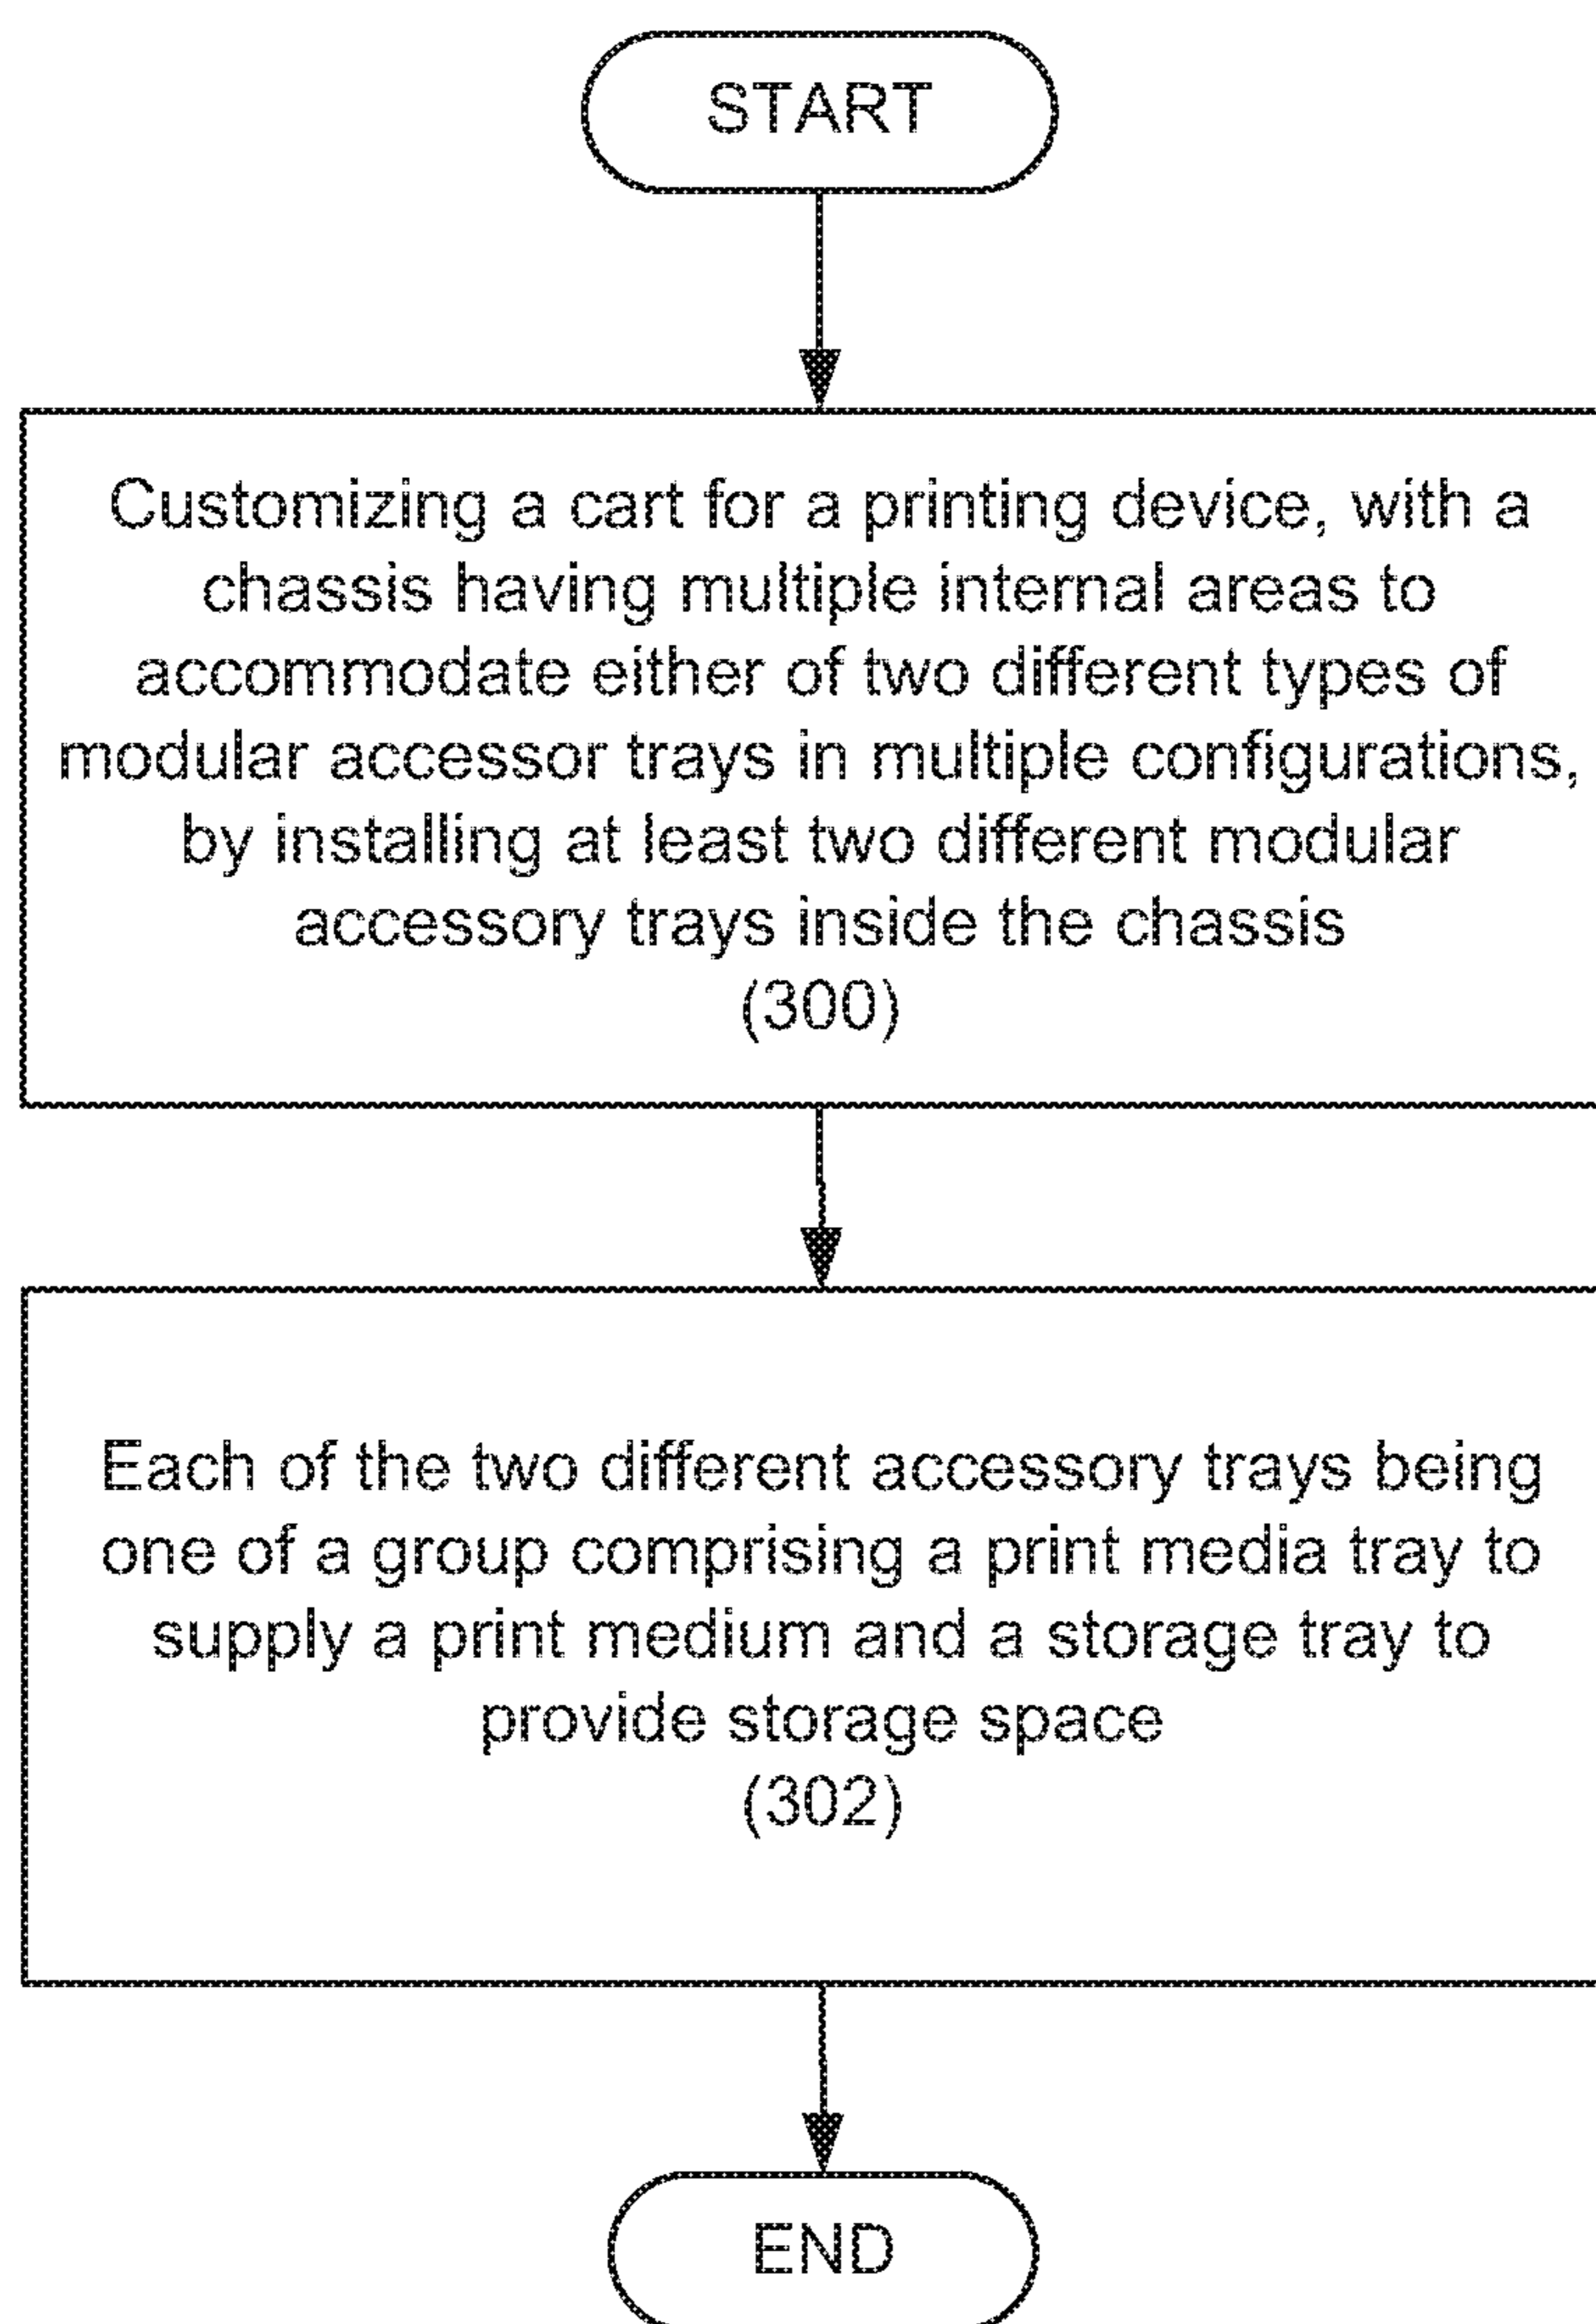 START
Customizing a cart for a printing device, with a
chassis having multiple internal areas to
accommodate either of two different types of
modular accessor trays in multiple configurations,
by installing at least two different modular
accessory trays inside the chassis
(300)
Each of the two different accessory trays being
one of a group comprising a print media tray to
supply a print medium and a storage tray to
provide storage space
(302)
END